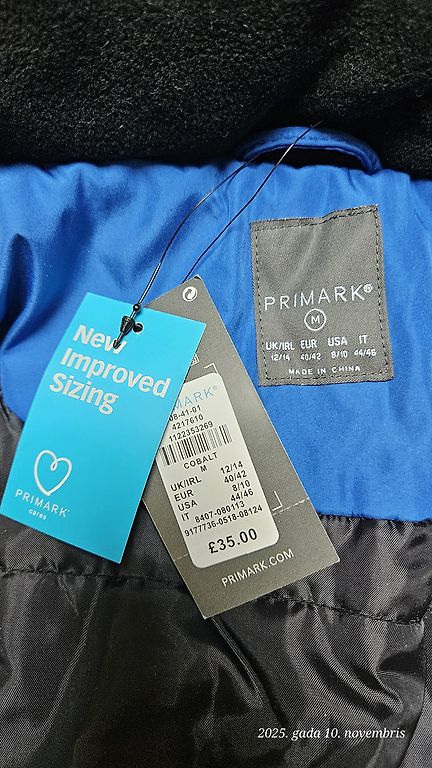 New
Improved
Sizing
PRIMARK®
cares
MARK®
08-41-01
4217610
1122353269
COBALT
M
UK/IRL 12/14
EUR 40/42
USA 8/10
IT 44/46
8407-080113
9177736-0518-08124
£35.00
PRIMARK.COM
PRIMARK®
M
UK/IRL EUR USA IT
12/14 40/42 8/10 44/46
MADE IN CHINA
2025. gada 10. novembris